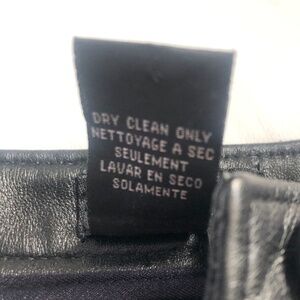 DRY CLEAN ONLY
NETTOYAGE A SEC
SEULEMENT
LAVAR EN SECO
SOLAMENTE